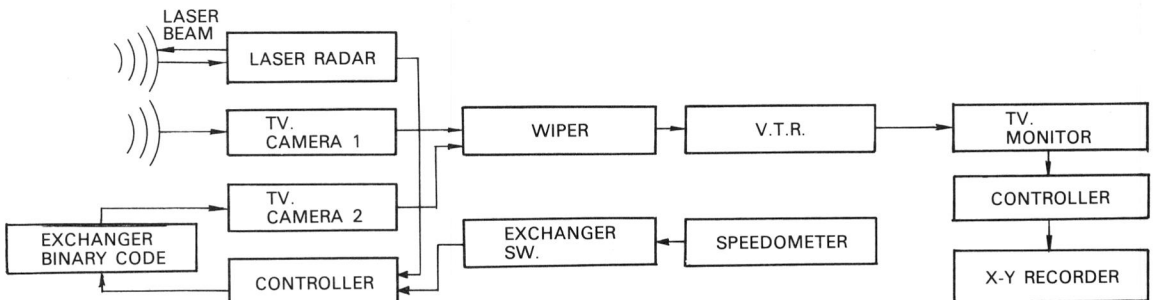 LASER
BEAM
LASER RADAR
TV.
CAMERA 1
WIPER
V.T.R.
TV.
MONITOR
TV.
CAMERA 2
CONTROLLER
EXCHANGER
BINARY CODE
EXCHANGER
SW.
SPEEDOMETER
CONTROLLER
X-Y RECORDER